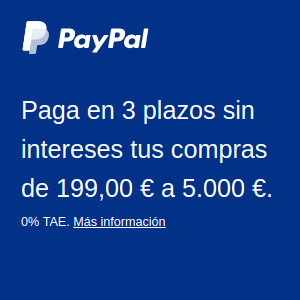 PayPal
Paga en 3 plazos sin
intereses tus compras
de 199,00 € a 5.000 €.
0% TAE. Más información